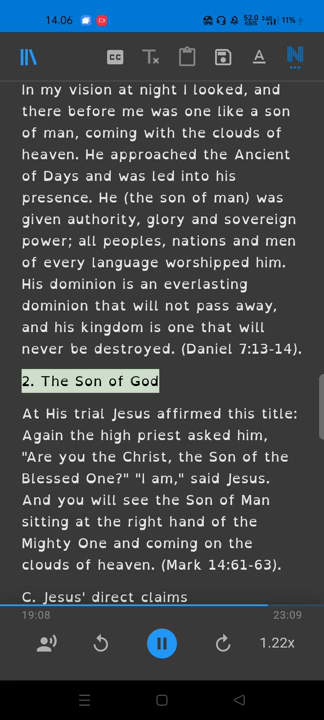 14.06
52.0
11%
CC
In my vision at night I looked, and
there before me was one like a son
of man, coming with the clouds of
heaven. He approached the Ancient
of Days and was led into his
presence. He (the son of man) was
given authority, glory and sovereign
power; all peoples, nations and men
of every language worshipped him.
His dominion is an everlasting
dominion that will not pass away,
and his kingdom is one that will
never be destroyed. (Daniel 7:13-14).
2. The Son of God
At His trial Jesus affirmed this title:
Again the high priest asked him,
"Are you the Christ, the Son of the
Blessed One?" "I am," said Jesus.
And you will see the Son of Man
sitting at the right hand of the
Mighty One and coming on the
clouds of heaven. (Mark 14:61-63).
C. Jesus' direct claims
19:08
23:09
1.22x